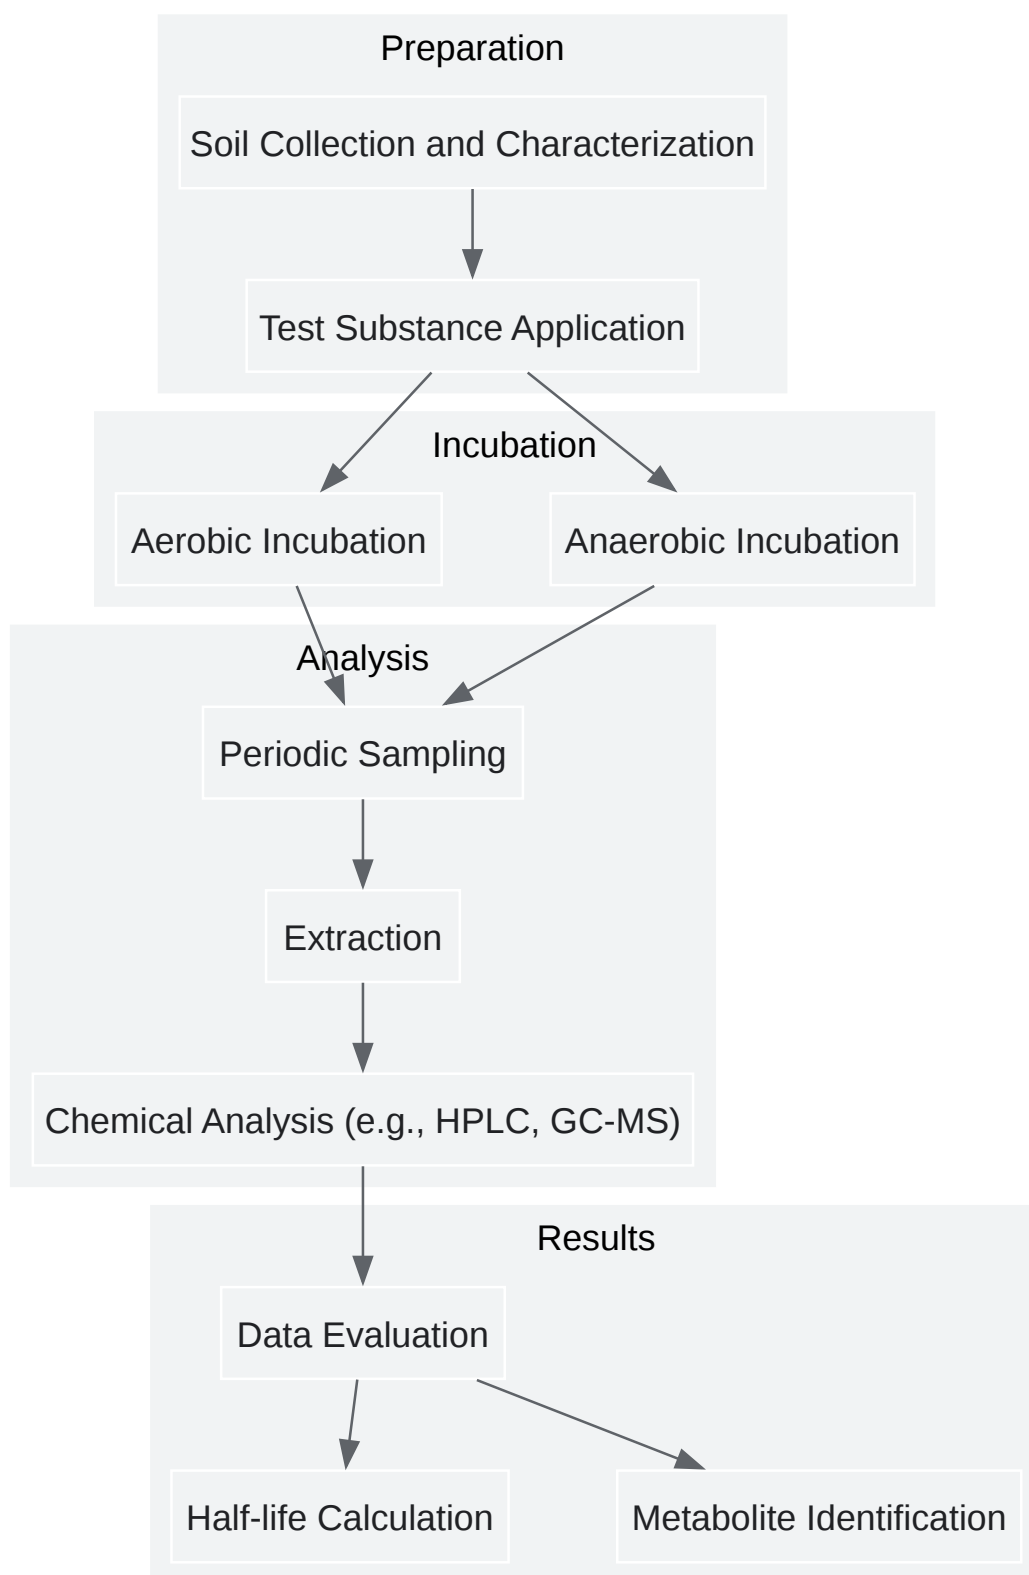 Preparation
Soil Collection and Characterization
Test Substance Application
Incubation
Aerobic Incubation
Anaerobic Incubation
Analysis
Periodic Sampling
Extraction
Chemical Analysis (e.g., HPLC, GC-MS)
Results
Data Evaluation
Half-life Calculation
Metabolite Identification